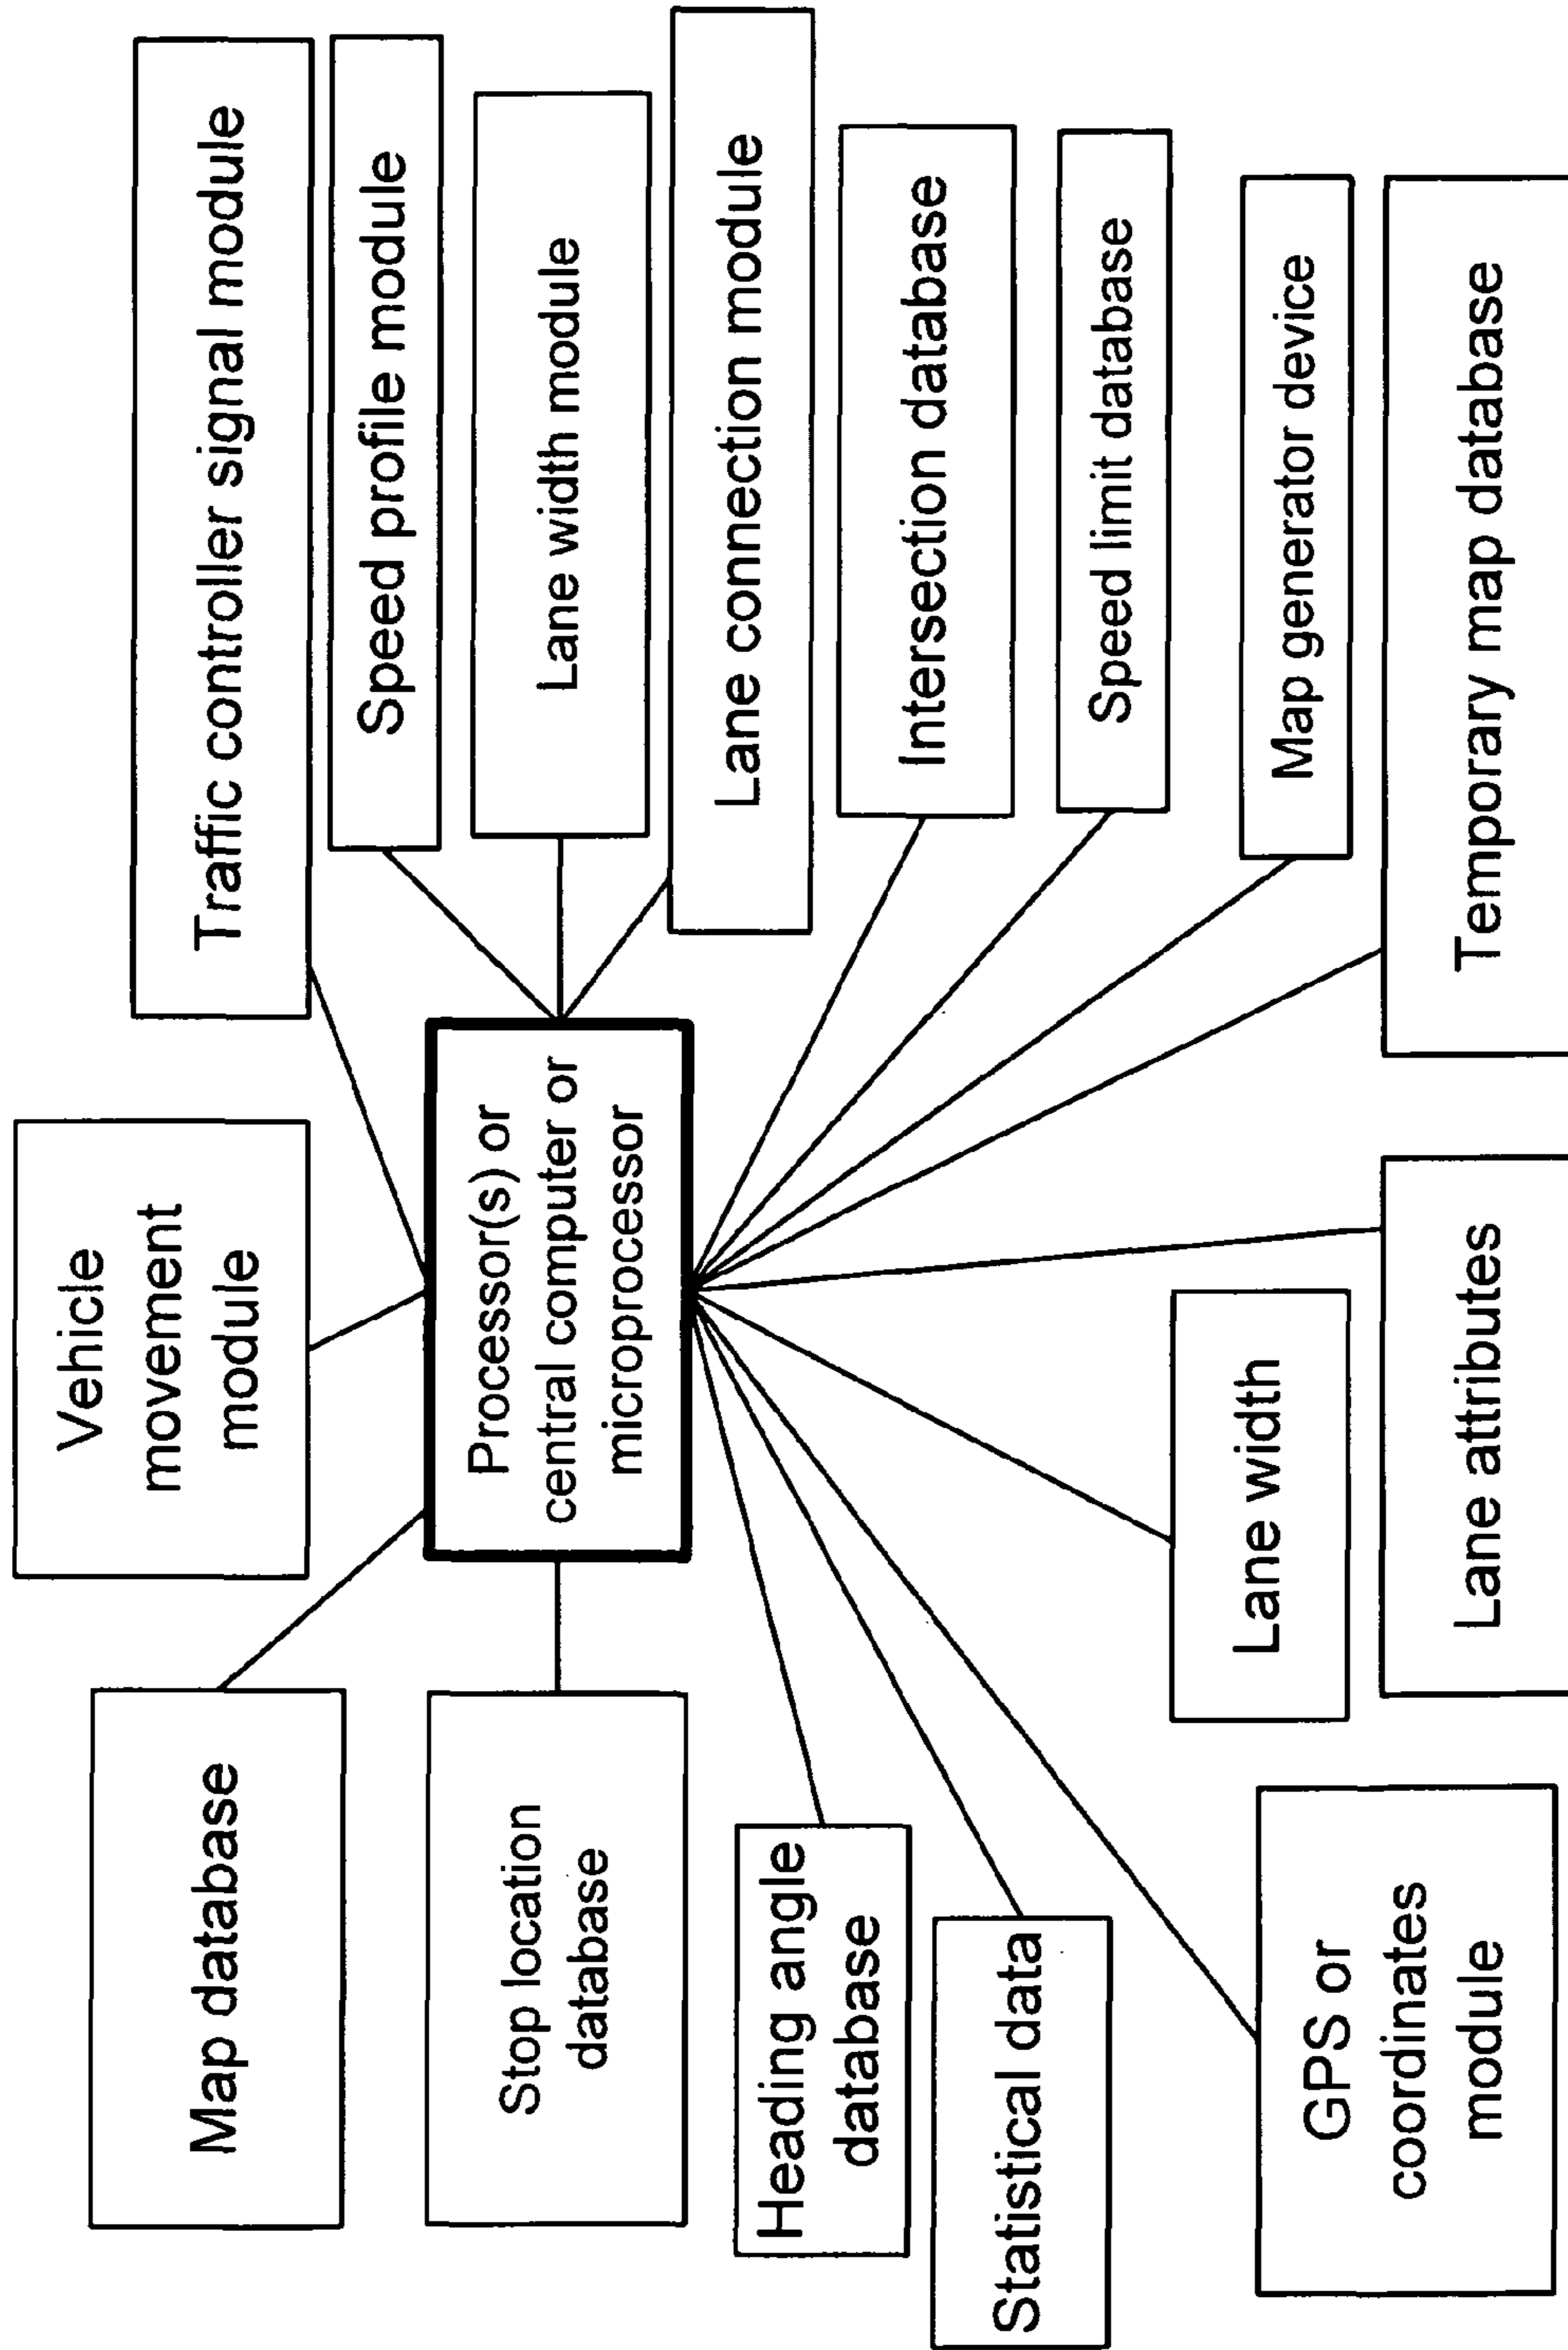 Map database
Vehicle
movement
module
Traffic controller signal module
Speed profile module
Stop location
database
Processor(s) or
central computer or
microprocessor
Lane width module
Lane connection module
Heading angle
database
Intersection database
Statistical data
Speed limit database
GPS or
coordinates
module
Lane width
Map generator device
Lane attributes
Temporary map database